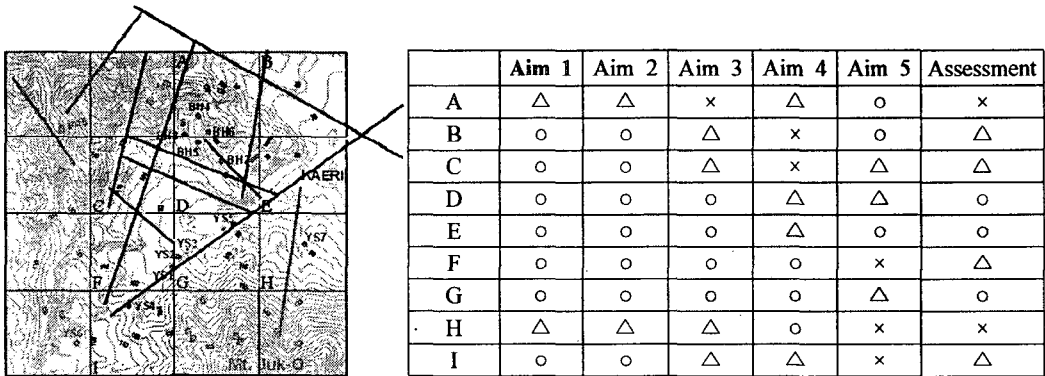 A B
BH4
BH6
BH5
BH2
KAERI
C D E
YS3
YS7
YS2
F G H
YS4
YS6
I Mt. Juk-O
Aim 1 Aim 2 Aim 3 Aim 4 Aim 5 Assessment
A △ △ × △ ○ ×
B ○ ○ △ × ○ △
C ○ ○ △ × △ △
D ○ ○ ○ △ △ ○
E ○ ○ ○ △ ○ ○
F ○ ○ ○ ○ × △
G ○ ○ ○ ○ △ ○
H △ △ △ ○ × ×
I ○ ○ △ △ × △